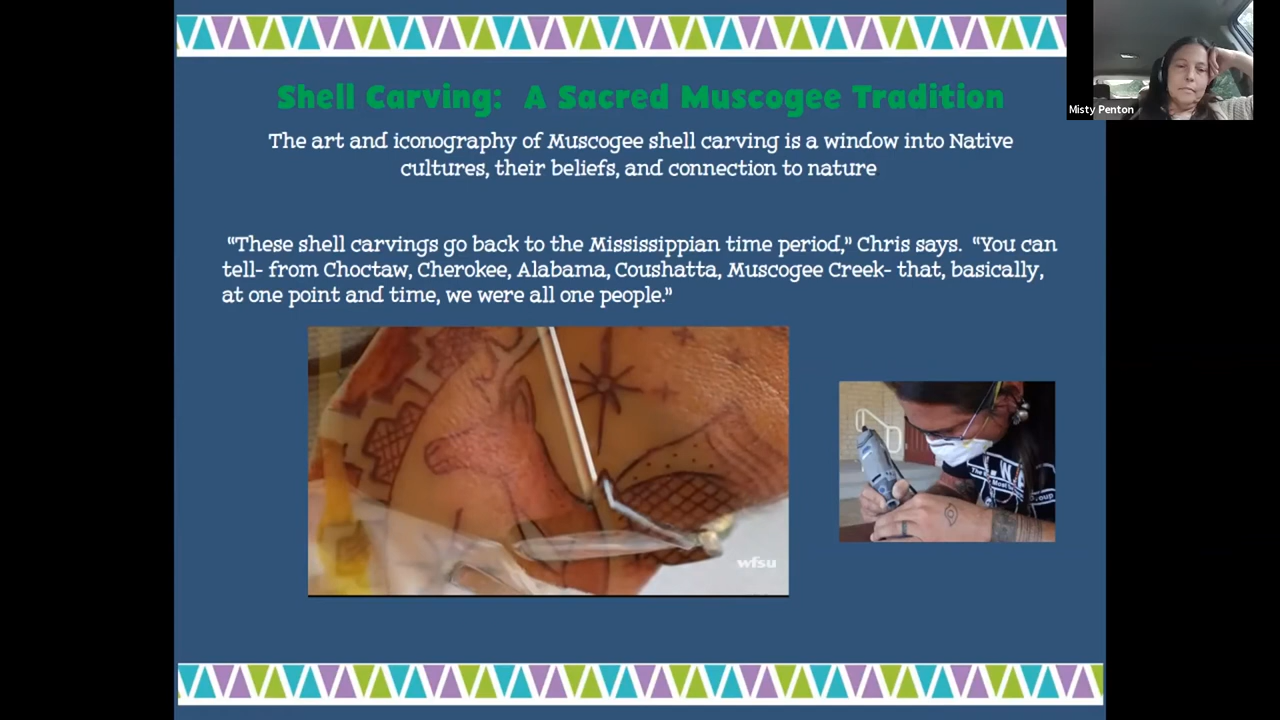 Shell Carving: A Sacred Muscogee Tradition
Misty Penton
The art and iconography of Muscogee shell carving is a window into Native
cultures, their beliefs, and connection to nature
“These shell carvings go back to the Mississippian time period,” Chris says. “You can
tell- from Choctaw, Cherokee, Alabama, Coushatta, Muscogee Creek- that, basically,
at one point and time, we were all one people.”
wfsu